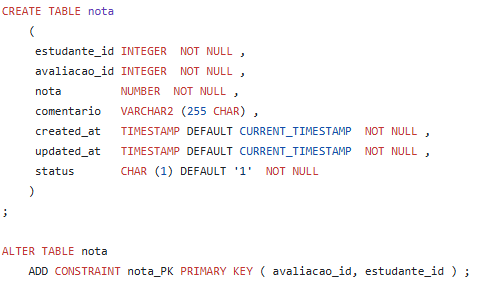 CREATE TABLE nota
(
estudante_id INTEGER NOT NULL ,
avaliacao_id INTEGER NOT NULL ,
nota NUMBER NOT NULL ,
comentario VARCHAR2 (255 CHAR) ,
created_at TIMESTAMP DEFAULT CURRENT_TIMESTAMP NOT NULL ,
updated_at TIMESTAMP DEFAULT CURRENT_TIMESTAMP NOT NULL ,
status CHAR (1) DEFAULT '1' NOT NULL
)
;
ALTER TABLE nota
ADD CONSTRAINT nota_PK PRIMARY KEY ( avaliacao_id, estudante_id ) ;